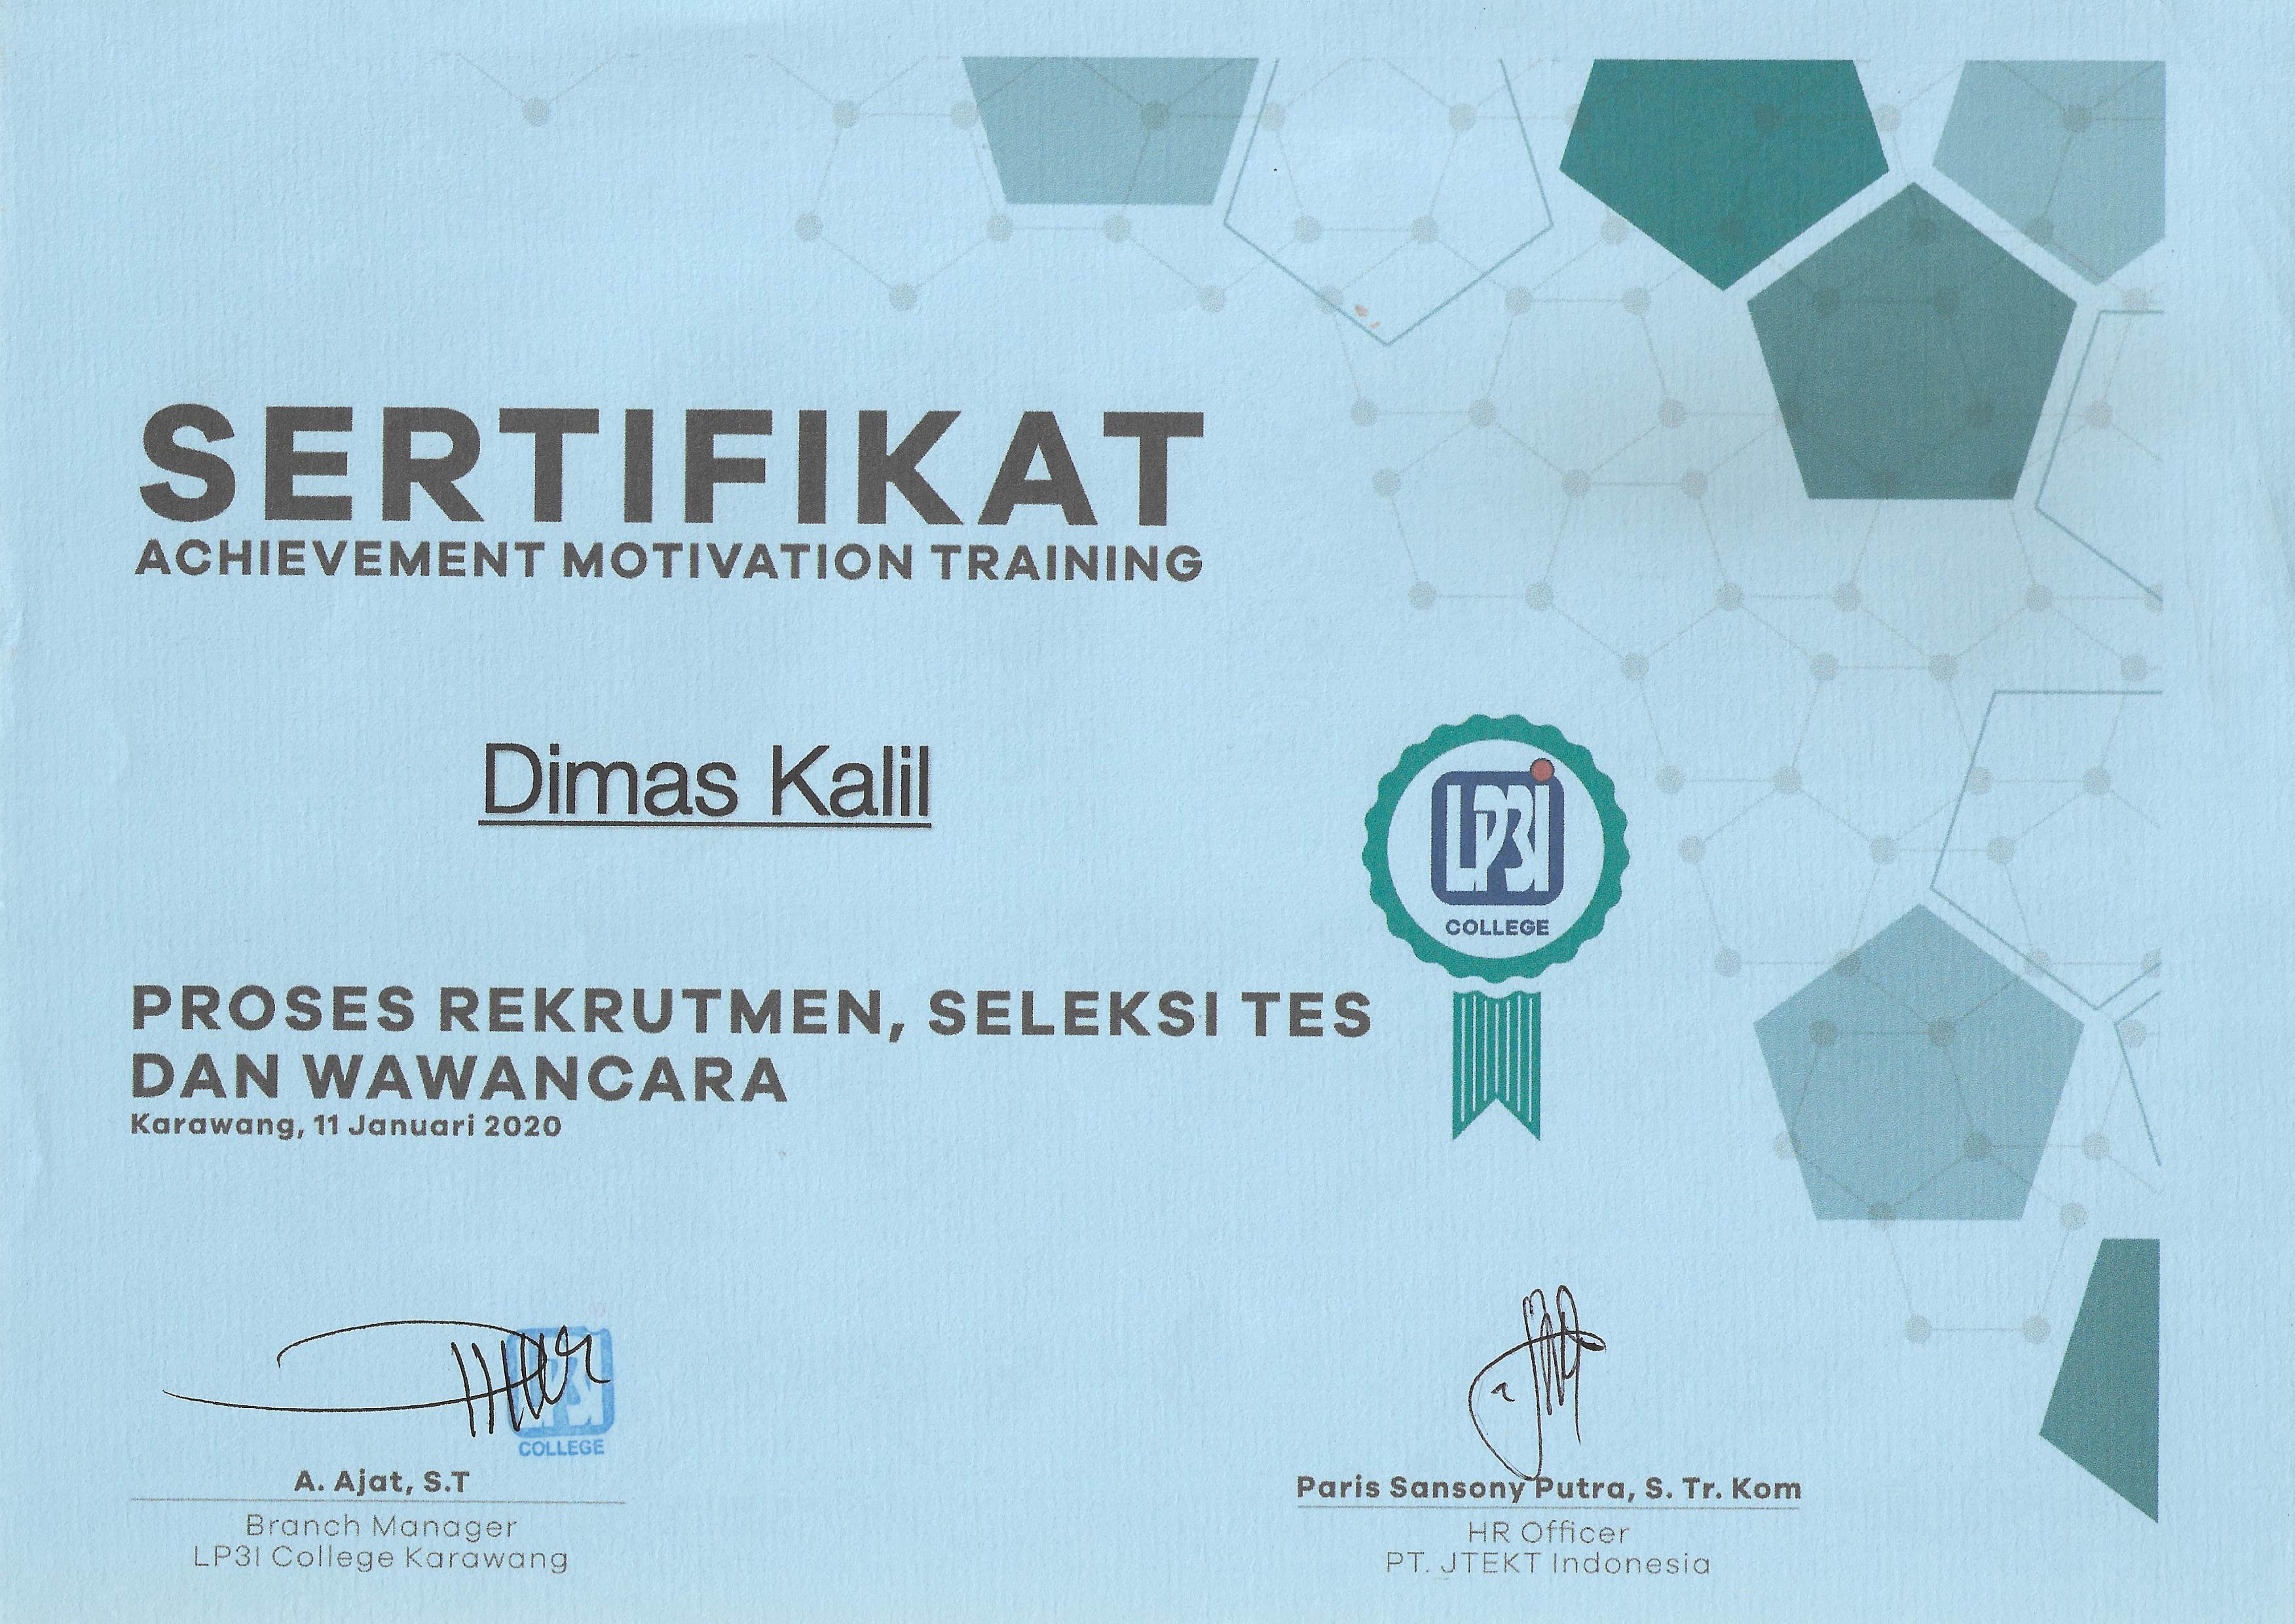 SERTIFIKAT
ACHIEVEMENT MOTIVATION TRAINING
Dimas Kalil
LP3I
COLLEGE
PROSES REKRUTMEN, SELEKSI TES
DAN WAWANCARA
Karawang, 11 Januari 2020
LP3I
COLLEGE
A. Ajat, S.T
Branch Manager
LP3I College Karawang
Paris Sansony Putra, S. Tr. Kom
HR Officer
PT. JTEKT Indonesia